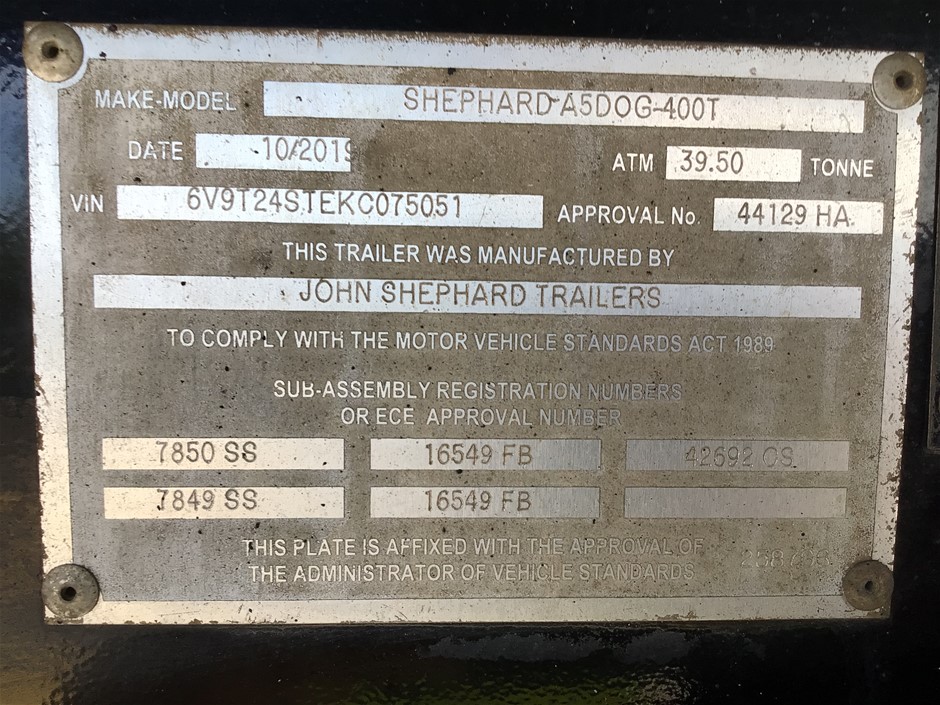 MAKE-MODEL SHEPHARD-A5DOG-400T
DATE 10/2019 ATM 39.50 TONNE
VIN 6V9T24STEKC075051 APPROVAL No. 44129 HA
THIS TRAILER WAS MANUFACTURED BY
JOHN SHEPHARD TRAILERS
TO COMPLY WITH THE MOTOR VEHICLE STANDARDS ACT 1989
SUB-ASSEMBLY REGISTRATION NUMBERS
OR ECE APPROVAL NUMBER
7850 SS 16549 FB 42692 CS
7849 SS 16549 FB
THIS PLATE IS AFFIXED WITH THE APPROVAL OF
THE ADMINISTRATOR OF VEHICLE STANDARDS